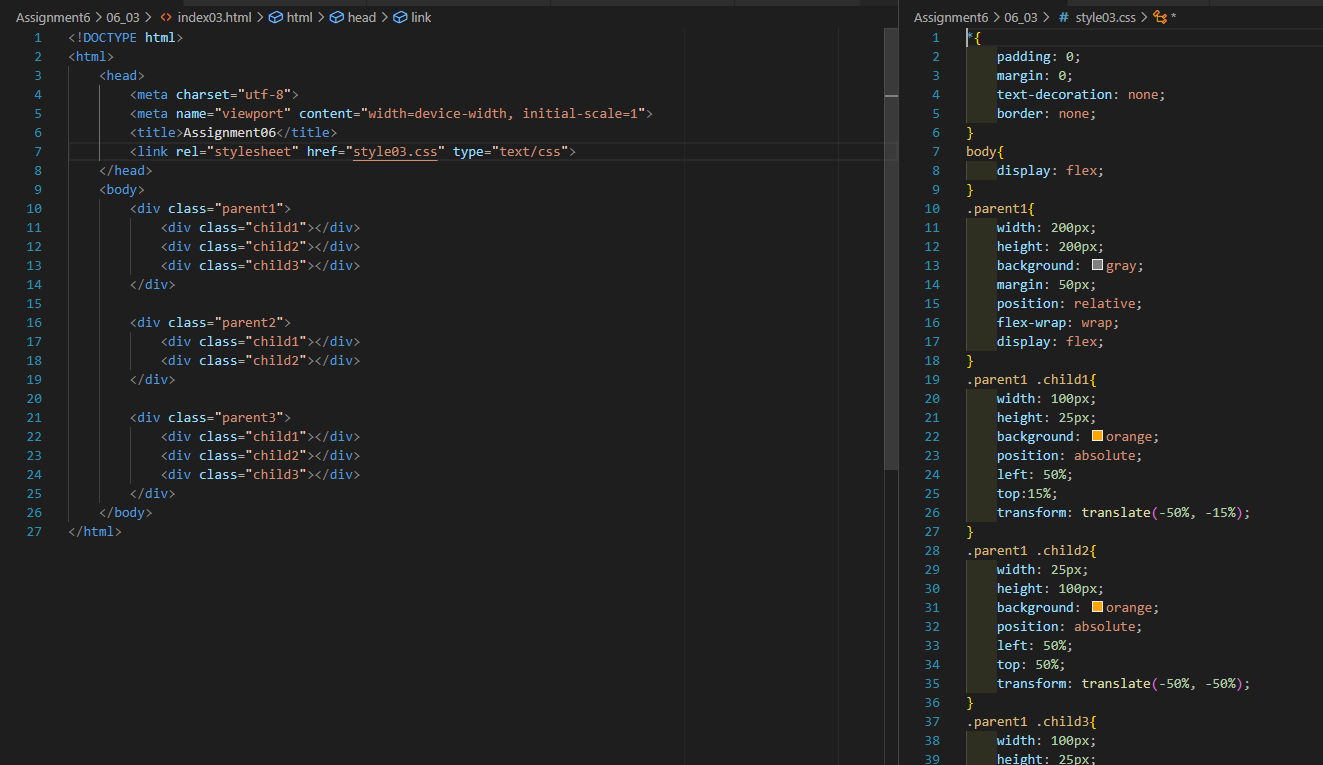 Assignment6 > 06_03 > <> index03.html > html > head > link
1 <!DOCTYPE html>
2 <html>
3 <head>
4 <meta charset="utf-8">
5 <meta name="viewport" content="width=device-width, initial-scale=1">
6 <title>Assignment06</title>
7 <link rel="stylesheet" href="style03.css" type="text/css">
8 </head>
9 <body>
10 <div class="parent1">
11 <div class="child1"></div>
12 <div class="child2"></div>
13 <div class="child3"></div>
14 </div>
15
16 <div class="parent2">
17 <div class="child1"></div>
18 <div class="child2"></div>
19 </div>
20
21 <div class="parent3">
22 <div class="child1"></div>
23 <div class="child2"></div>
24 <div class="child3"></div>
25 </div>
26 </body>
27 </html>
Assignment6 > 06_03 > # style03.css > *
1 *{
2 padding: 0;
3 margin: 0;
4 text-decoration: none;
5 border: none;
6 }
7 body{
8 display: flex;
9 }
10 .parent1{
11 width: 200px;
12 height: 200px;
13 background: gray;
14 margin: 50px;
15 position: relative;
16 flex-wrap: wrap;
17 display: flex;
18 }
19 .parent1 .child1{
20 width: 100px;
21 height: 25px;
22 background: orange;
23 position: absolute;
24 left: 50%;
25 top:15%;
26 transform: translate(-50%, -15%);
27 }
28 .parent1 .child2{
29 width: 25px;
30 height: 100px;
31 background: orange;
32 position: absolute;
33 left: 50%;
34 top: 50%;
35 transform: translate(-50%, -50%);
36 }
37 .parent1 .child3{
38 width: 100px;
39 height: 25px;